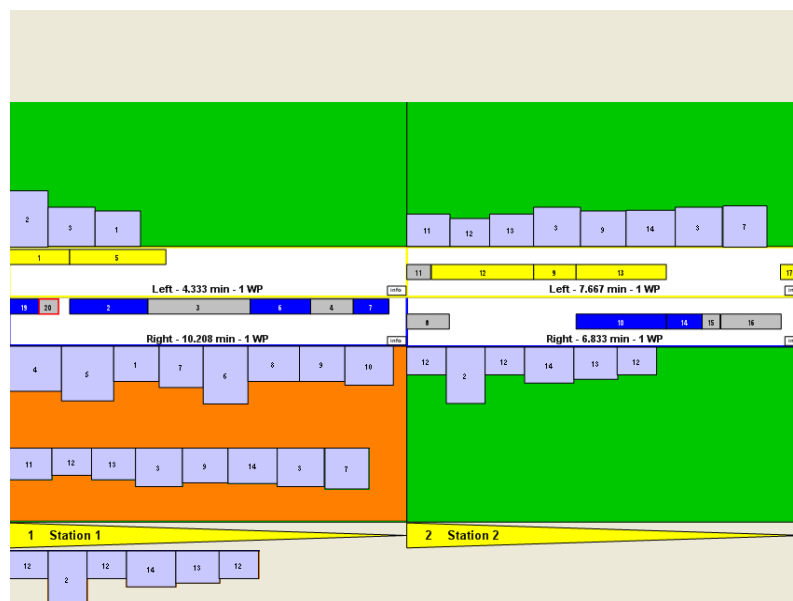 2 3 1
11 12 13 3 9 14 3 7
1 5
11 12 9 13 17
Left - 4.333 min - 1 WP info
Left - 7.667 min - 1 WP
19 20 2 3 6 4 7
8 10 14 15 16
Right - 10.208 min - 1 WP info
Right - 6.833 min - 1 WP
4 5 1 7 6 8 9 10
12 2 12 14 13 12
11 12 13 3 9 14 3 7
1 Station 1
2 Station 2
12 2 12 14 13 12